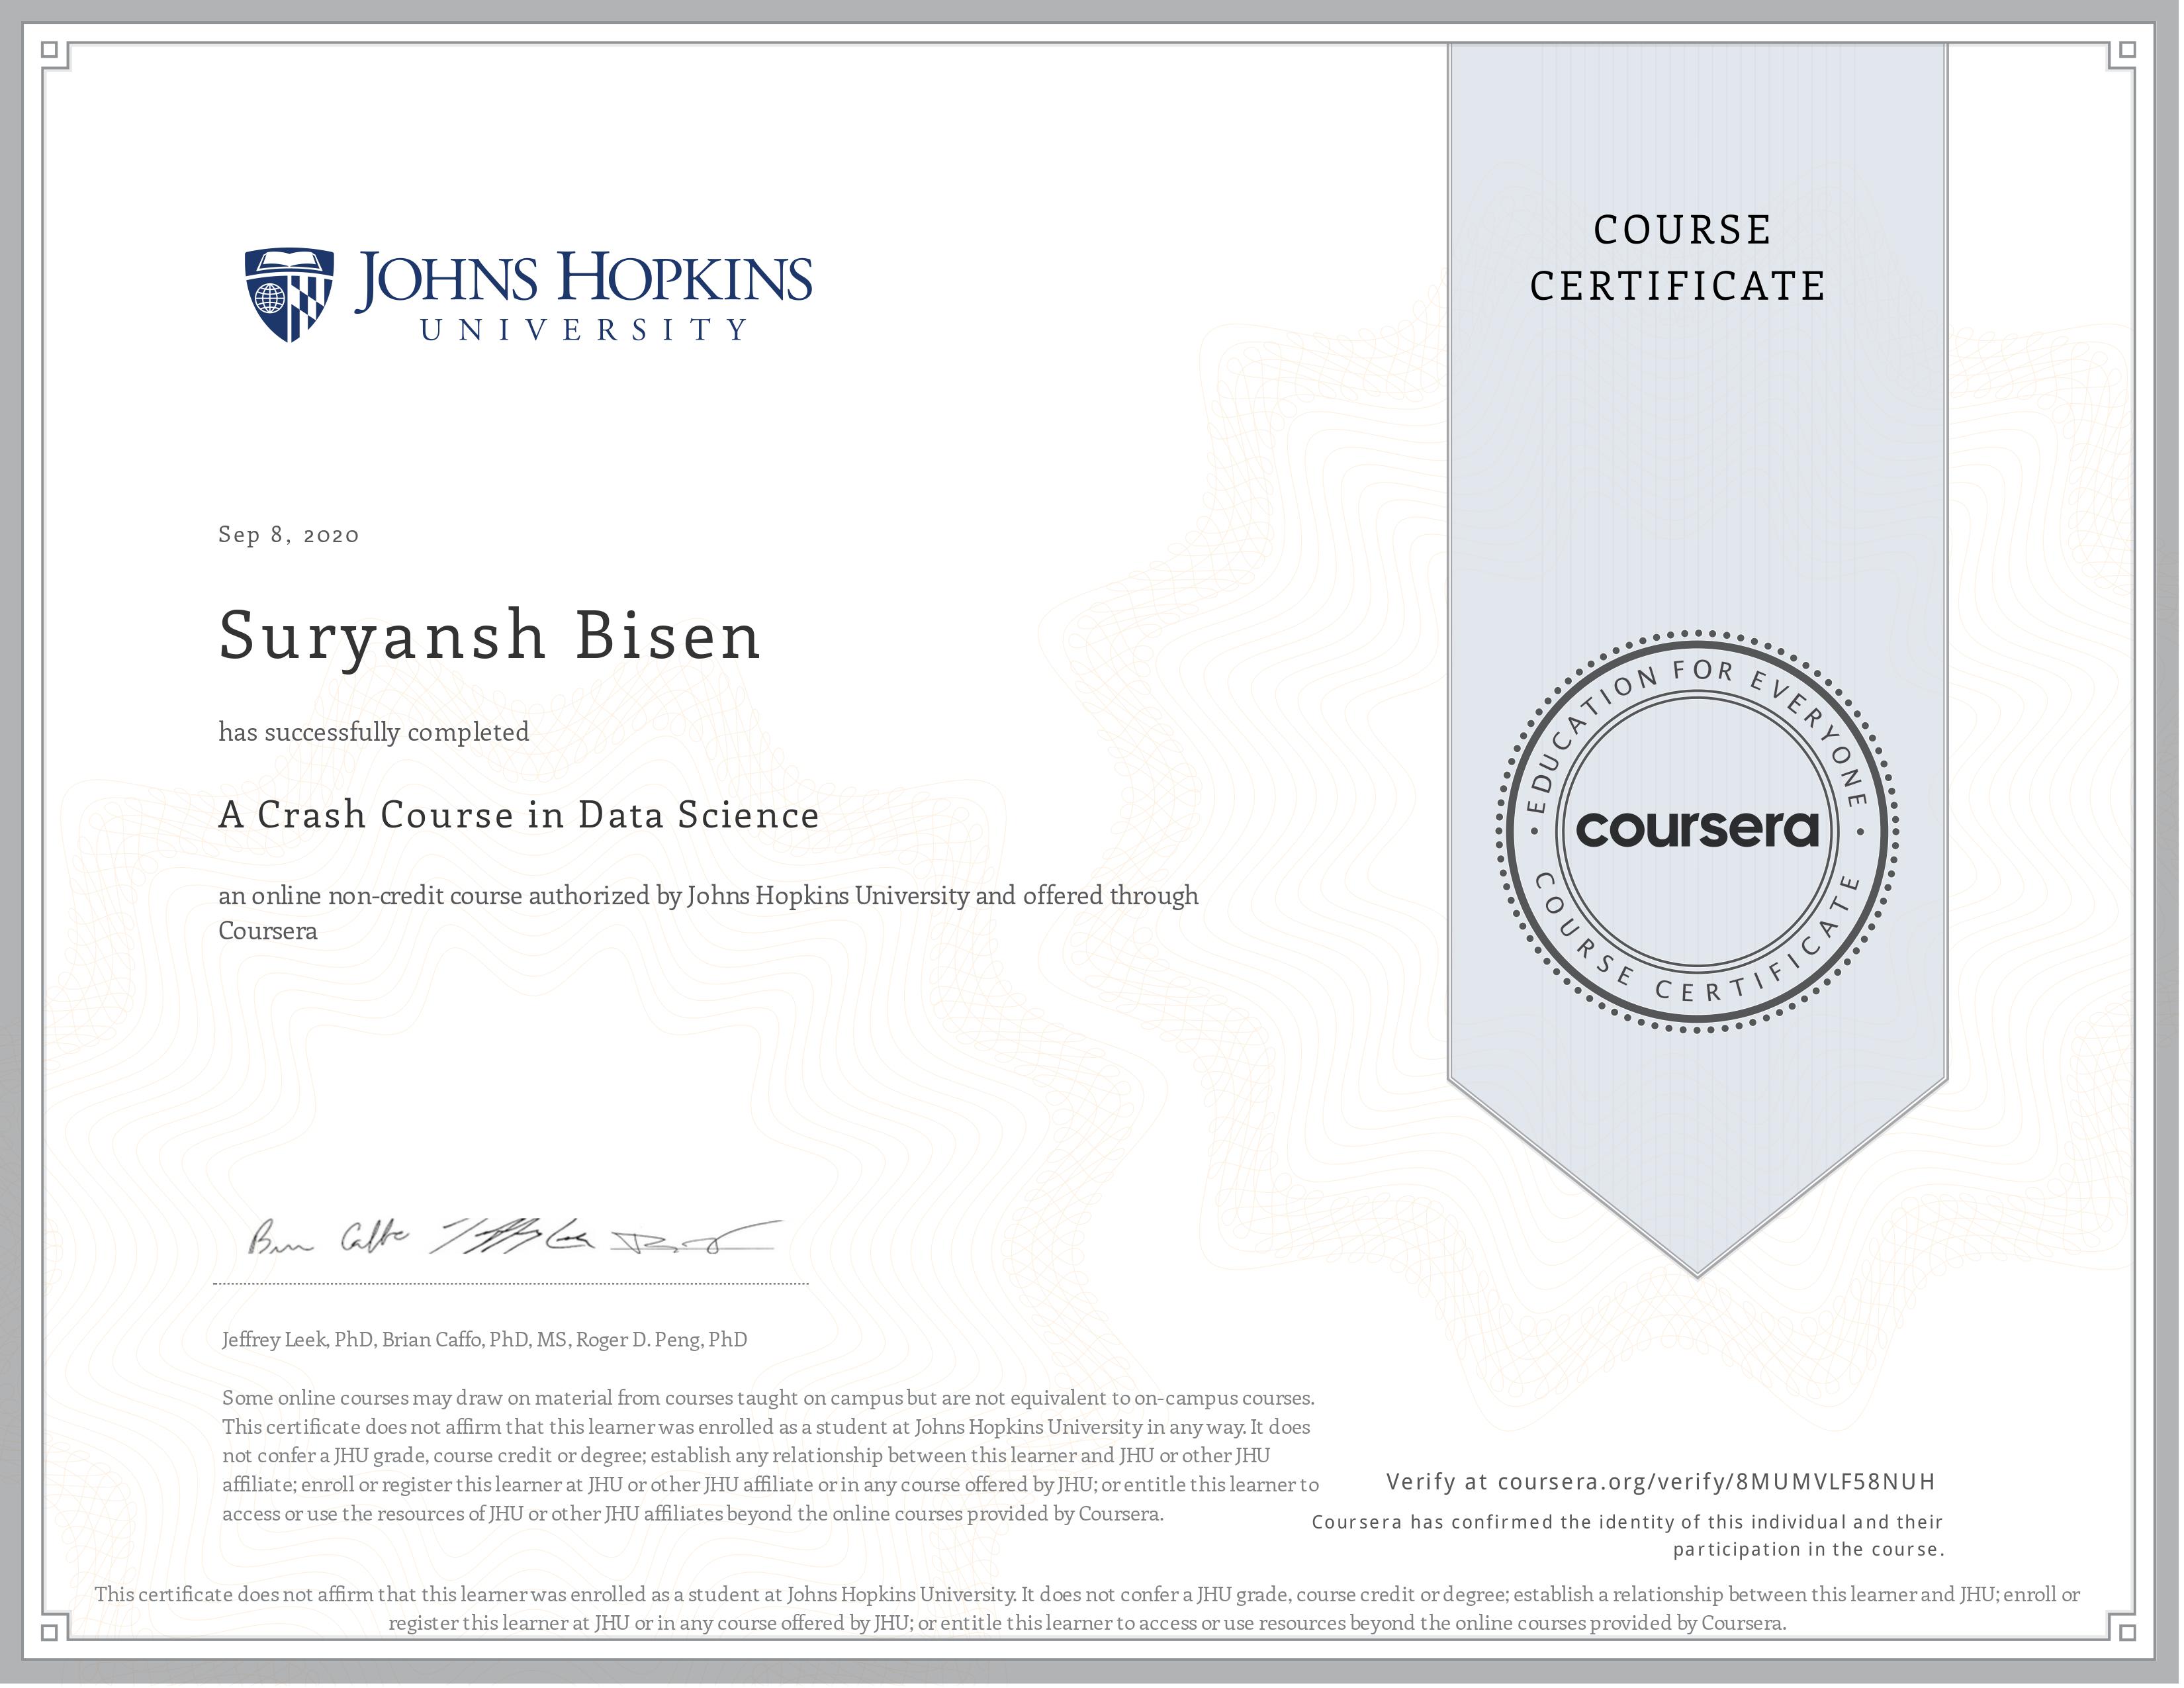 JOHNS HOPKINS
UNIVERSITY
COURSE
CERTIFICATE
Sep 8, 2020
Suryansh Bisen
has successfully completed
A Crash Course in Data Science
an online non-credit course authorized by Johns Hopkins University and offered through
Coursera
EDUCATION FOR EVERYONE
coursera
COURSE CERTIFICATE
Jeffrey Leek, PhD, Brian Caffo, PhD, MS, Roger D. Peng, PhD
Some online courses may draw on material from courses taught on campus but are not equivalent to on-campus courses.
This certificate does not affirm that this learner was enrolled as a student at Johns Hopkins University in any way. It does
not confer a JHU grade, course credit or degree; establish any relationship between this learner and JHU or other JHU
affiliate; enroll or register this learner at JHU or other JHU affiliate or in any course offered by JHU; or entitle this learner to
access or use the resources of JHU or other JHU affiliates beyond the online courses provided by Coursera.
Verify at coursera.org/verify/8MUMVLF58NUH
Coursera has confirmed the identity of this individual and their
participation in the course.
This certificate does not affirm that this learner was enrolled as a student at Johns Hopkins University. It does not confer a JHU grade, course credit or degree; establish a relationship between this learner and JHU; enroll or
register this learner at JHU or in any course offered by JHU; or entitle this learner to access or use resources beyond the online courses provided by Coursera.